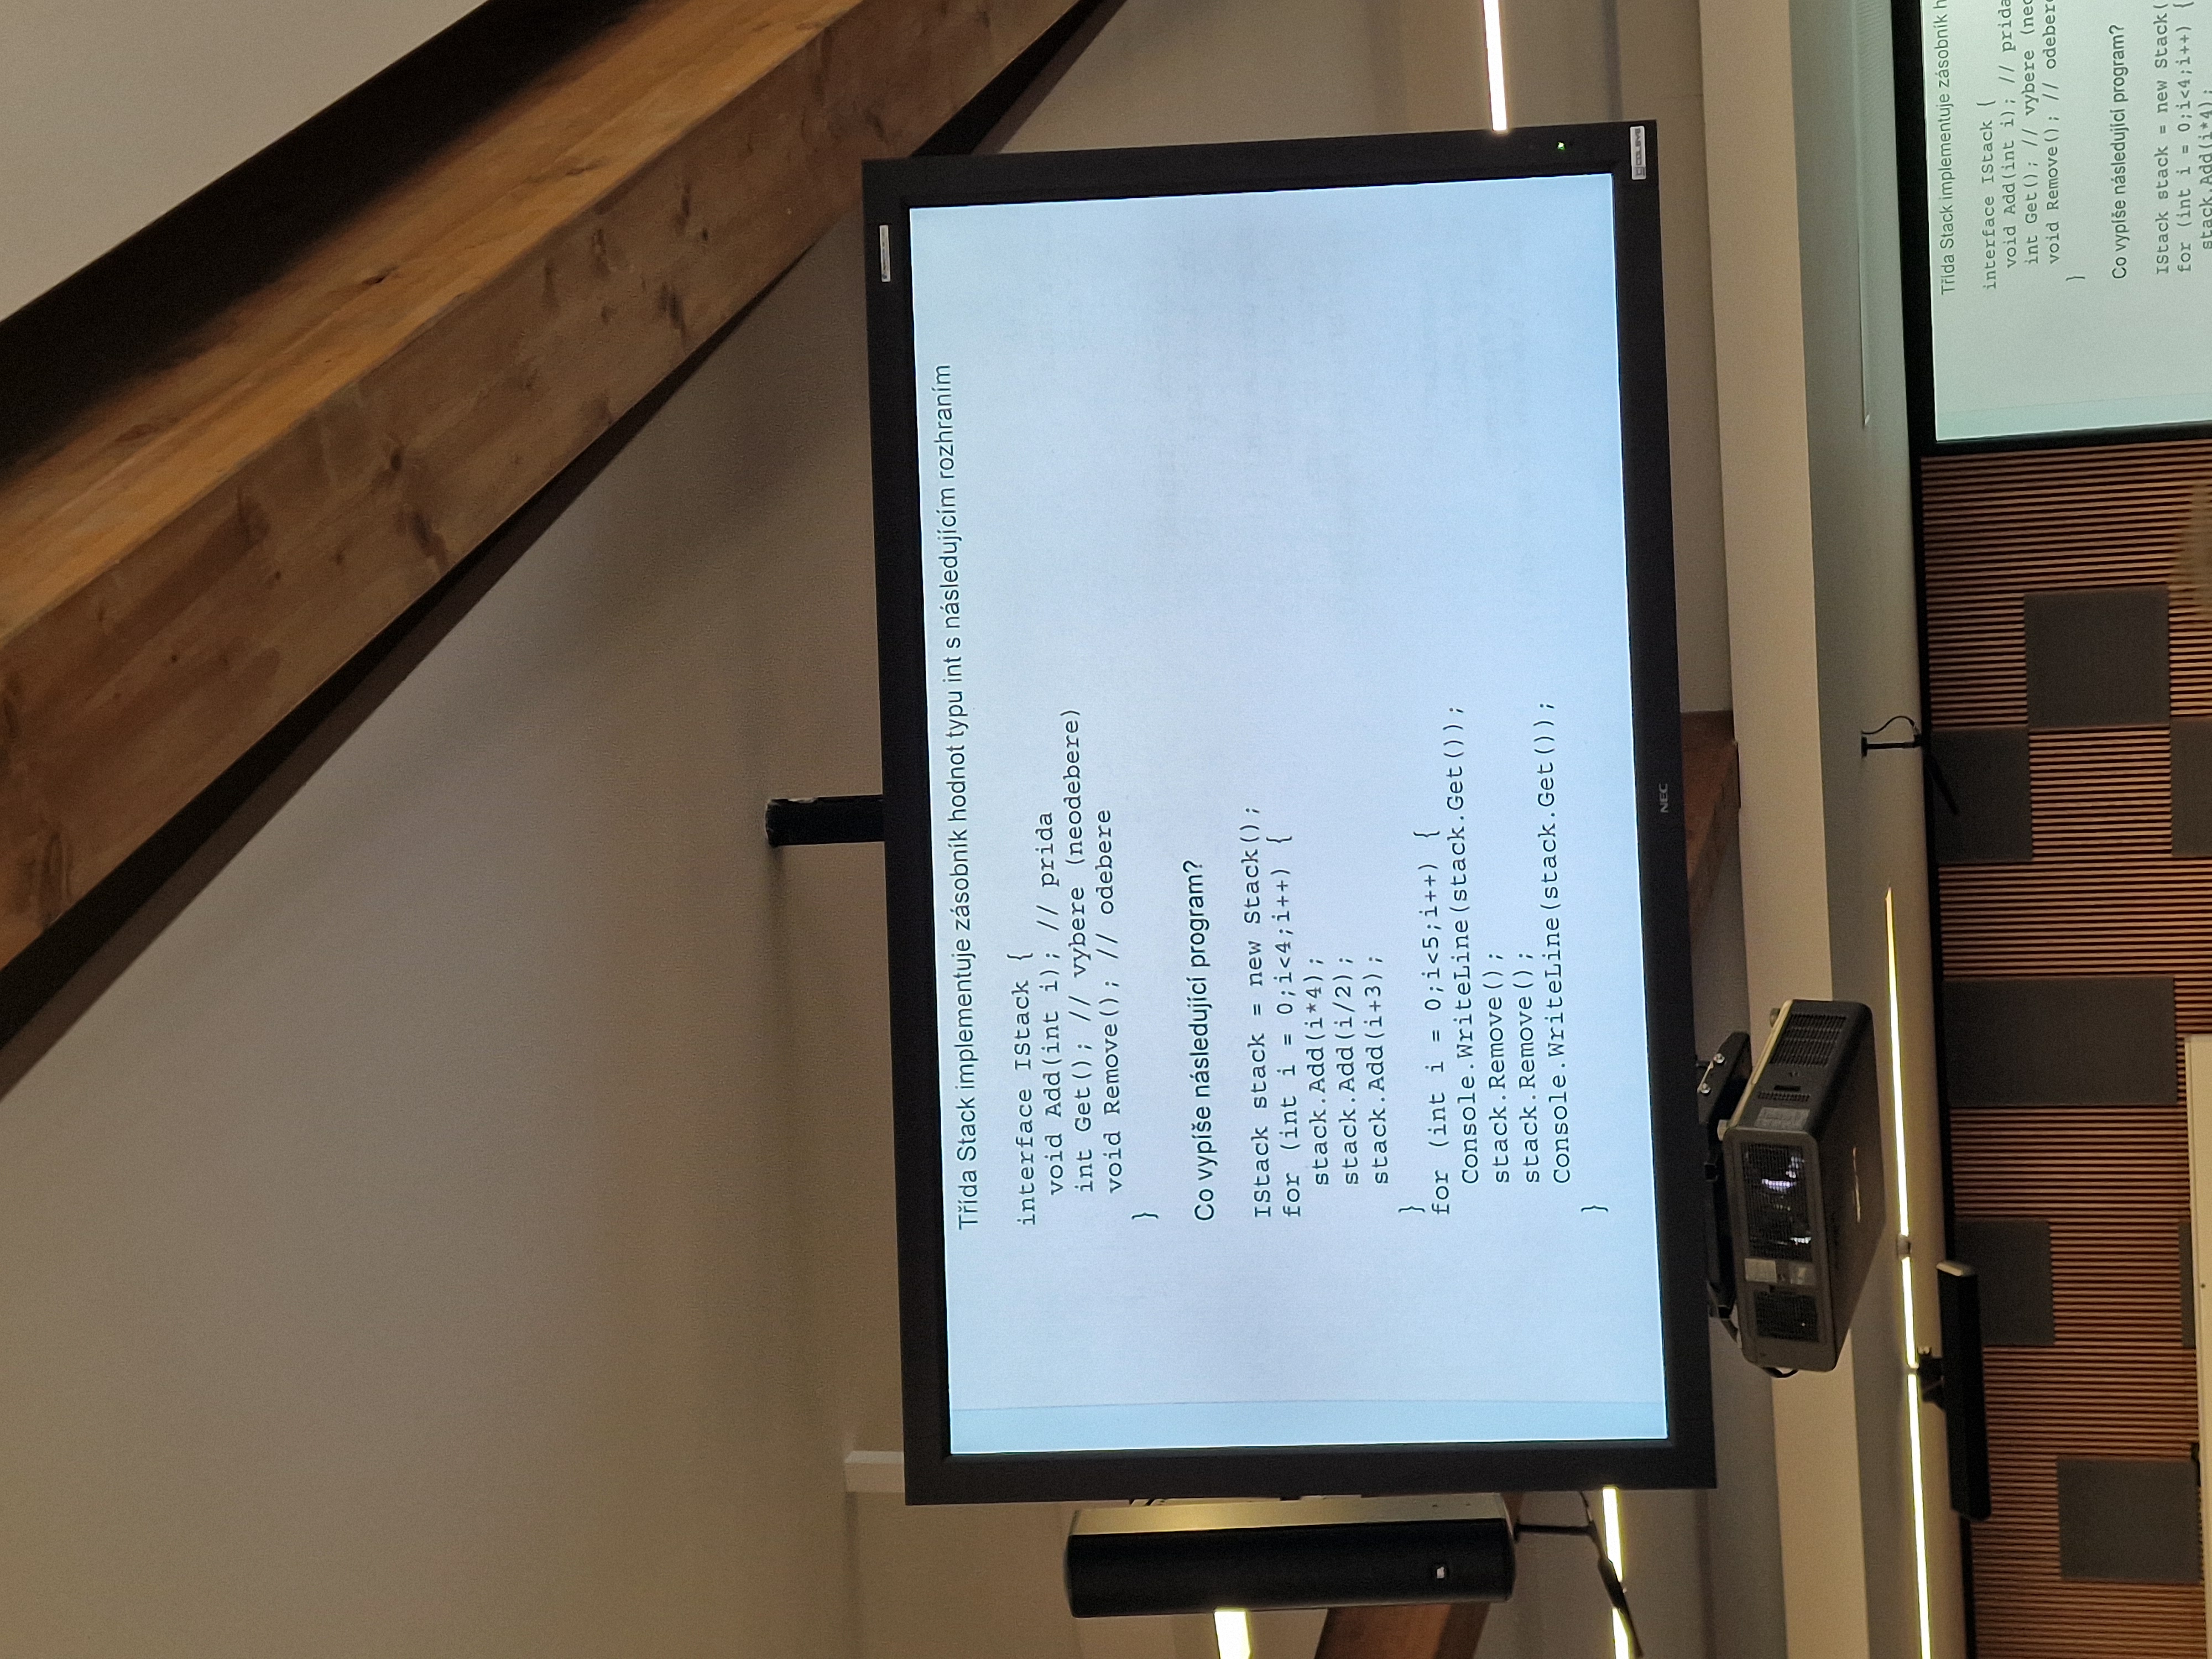 Třída Stack implementuje zásobník hodnot typu int s následujícím rozhraním
interface IStack {
void Add(int i); // prida
int Get(); // vybere (neodebere)
void Remove(); // odebere
}
Co vypíše následující program?
IStack stack = new Stack();
for (int i = 0;i<4;i++) {
stack.Add(i*4);
stack.Add(i/2);
stack.Add(i+3);
}
for (int i = 0;i<5;i++) {
Console.WriteLine(stack.Get());
stack.Remove();
stack.Remove();
Console.WriteLine(stack.Get());
}
NEC
Třída Stack implementuje zásobník h
interface IStack {
void Add(int i); // prida
int Get(); // vybere (neo
void Remove(); // odebere
}
Co vypíše následující program?
IStack stack = new Stack(
for (int i = 0;i<4;i++) {
stack.Add(i*4);